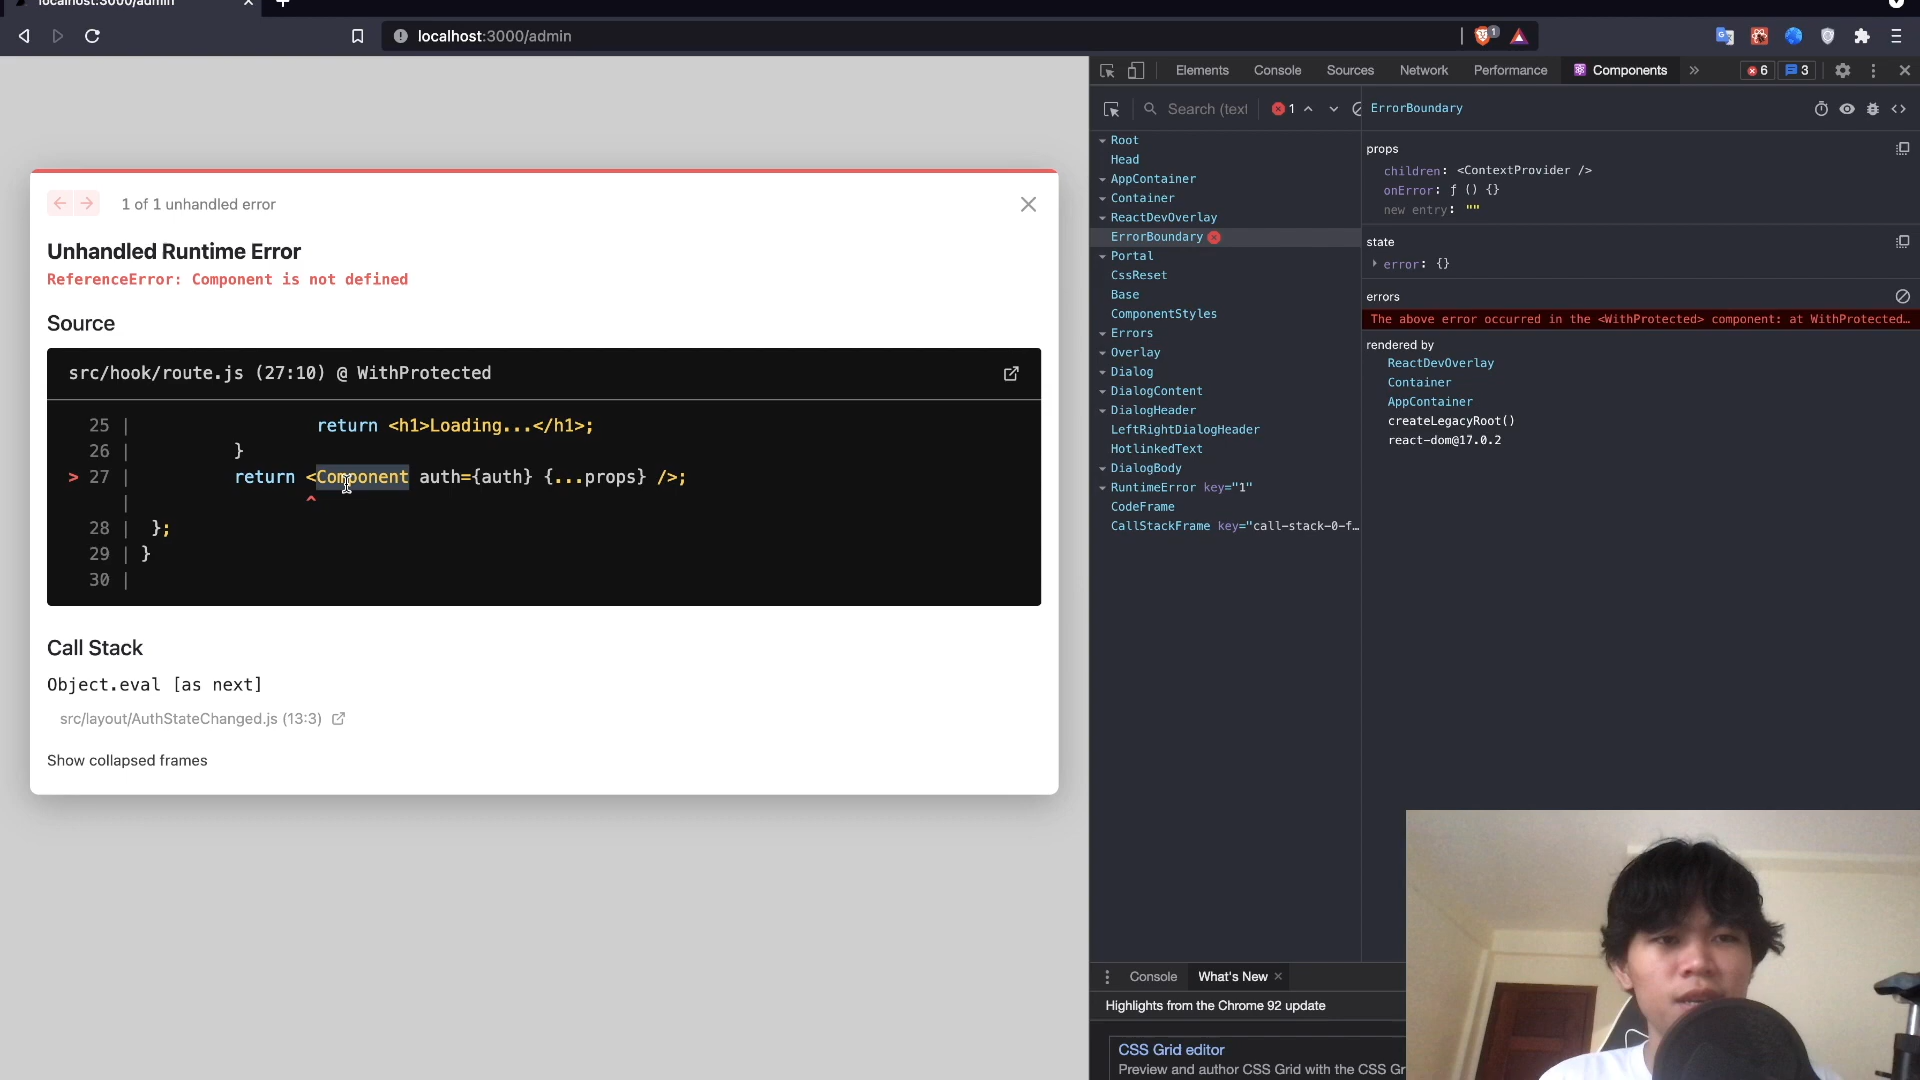 localhost:3000/admin
localhost:3000/admin
1
Elements Console Sources Network Performance Components » 6 3
Search (text 1
ErrorBoundary
Root
Head
AppContainer
Container
ReactDevOverlay
ErrorBoundary
Portal
CssReset
Base
ComponentStyles
Errors
Overlay
Dialog
DialogContent
DialogHeader
LeftRightDialogHeader
HotlinkedText
DialogBody
RuntimeError key="1"
CodeFrame
CallStackFrame key="call-stack-0-f…
props
children: <ContextProvider />
onError: ƒ () {}
new entry: ""
state
error: {}
errors
The above error occurred in the <WithProtected> component: at WithProtected…
rendered by
ReactDevOverlay
Container
AppContainer
createLegacyRoot()
react-dom@17.0.2
1 of 1 unhandled error
Unhandled Runtime Error
ReferenceError: Component is not defined
Source
src/hook/route.js (27:10) @ WithProtected
25 | return <h1>Loading...</h1>;
26 | }
> 27 | return <Component auth={auth} {...props} />;
| ^
28 | };
29 | }
30 |
Call Stack
Object.eval [as next]
src/layout/AuthStateChanged.js (13:3)
Show collapsed frames
Console What's New
Highlights from the Chrome 92 update
CSS Grid editor
Preview and author CSS Grid with the CSS Gr